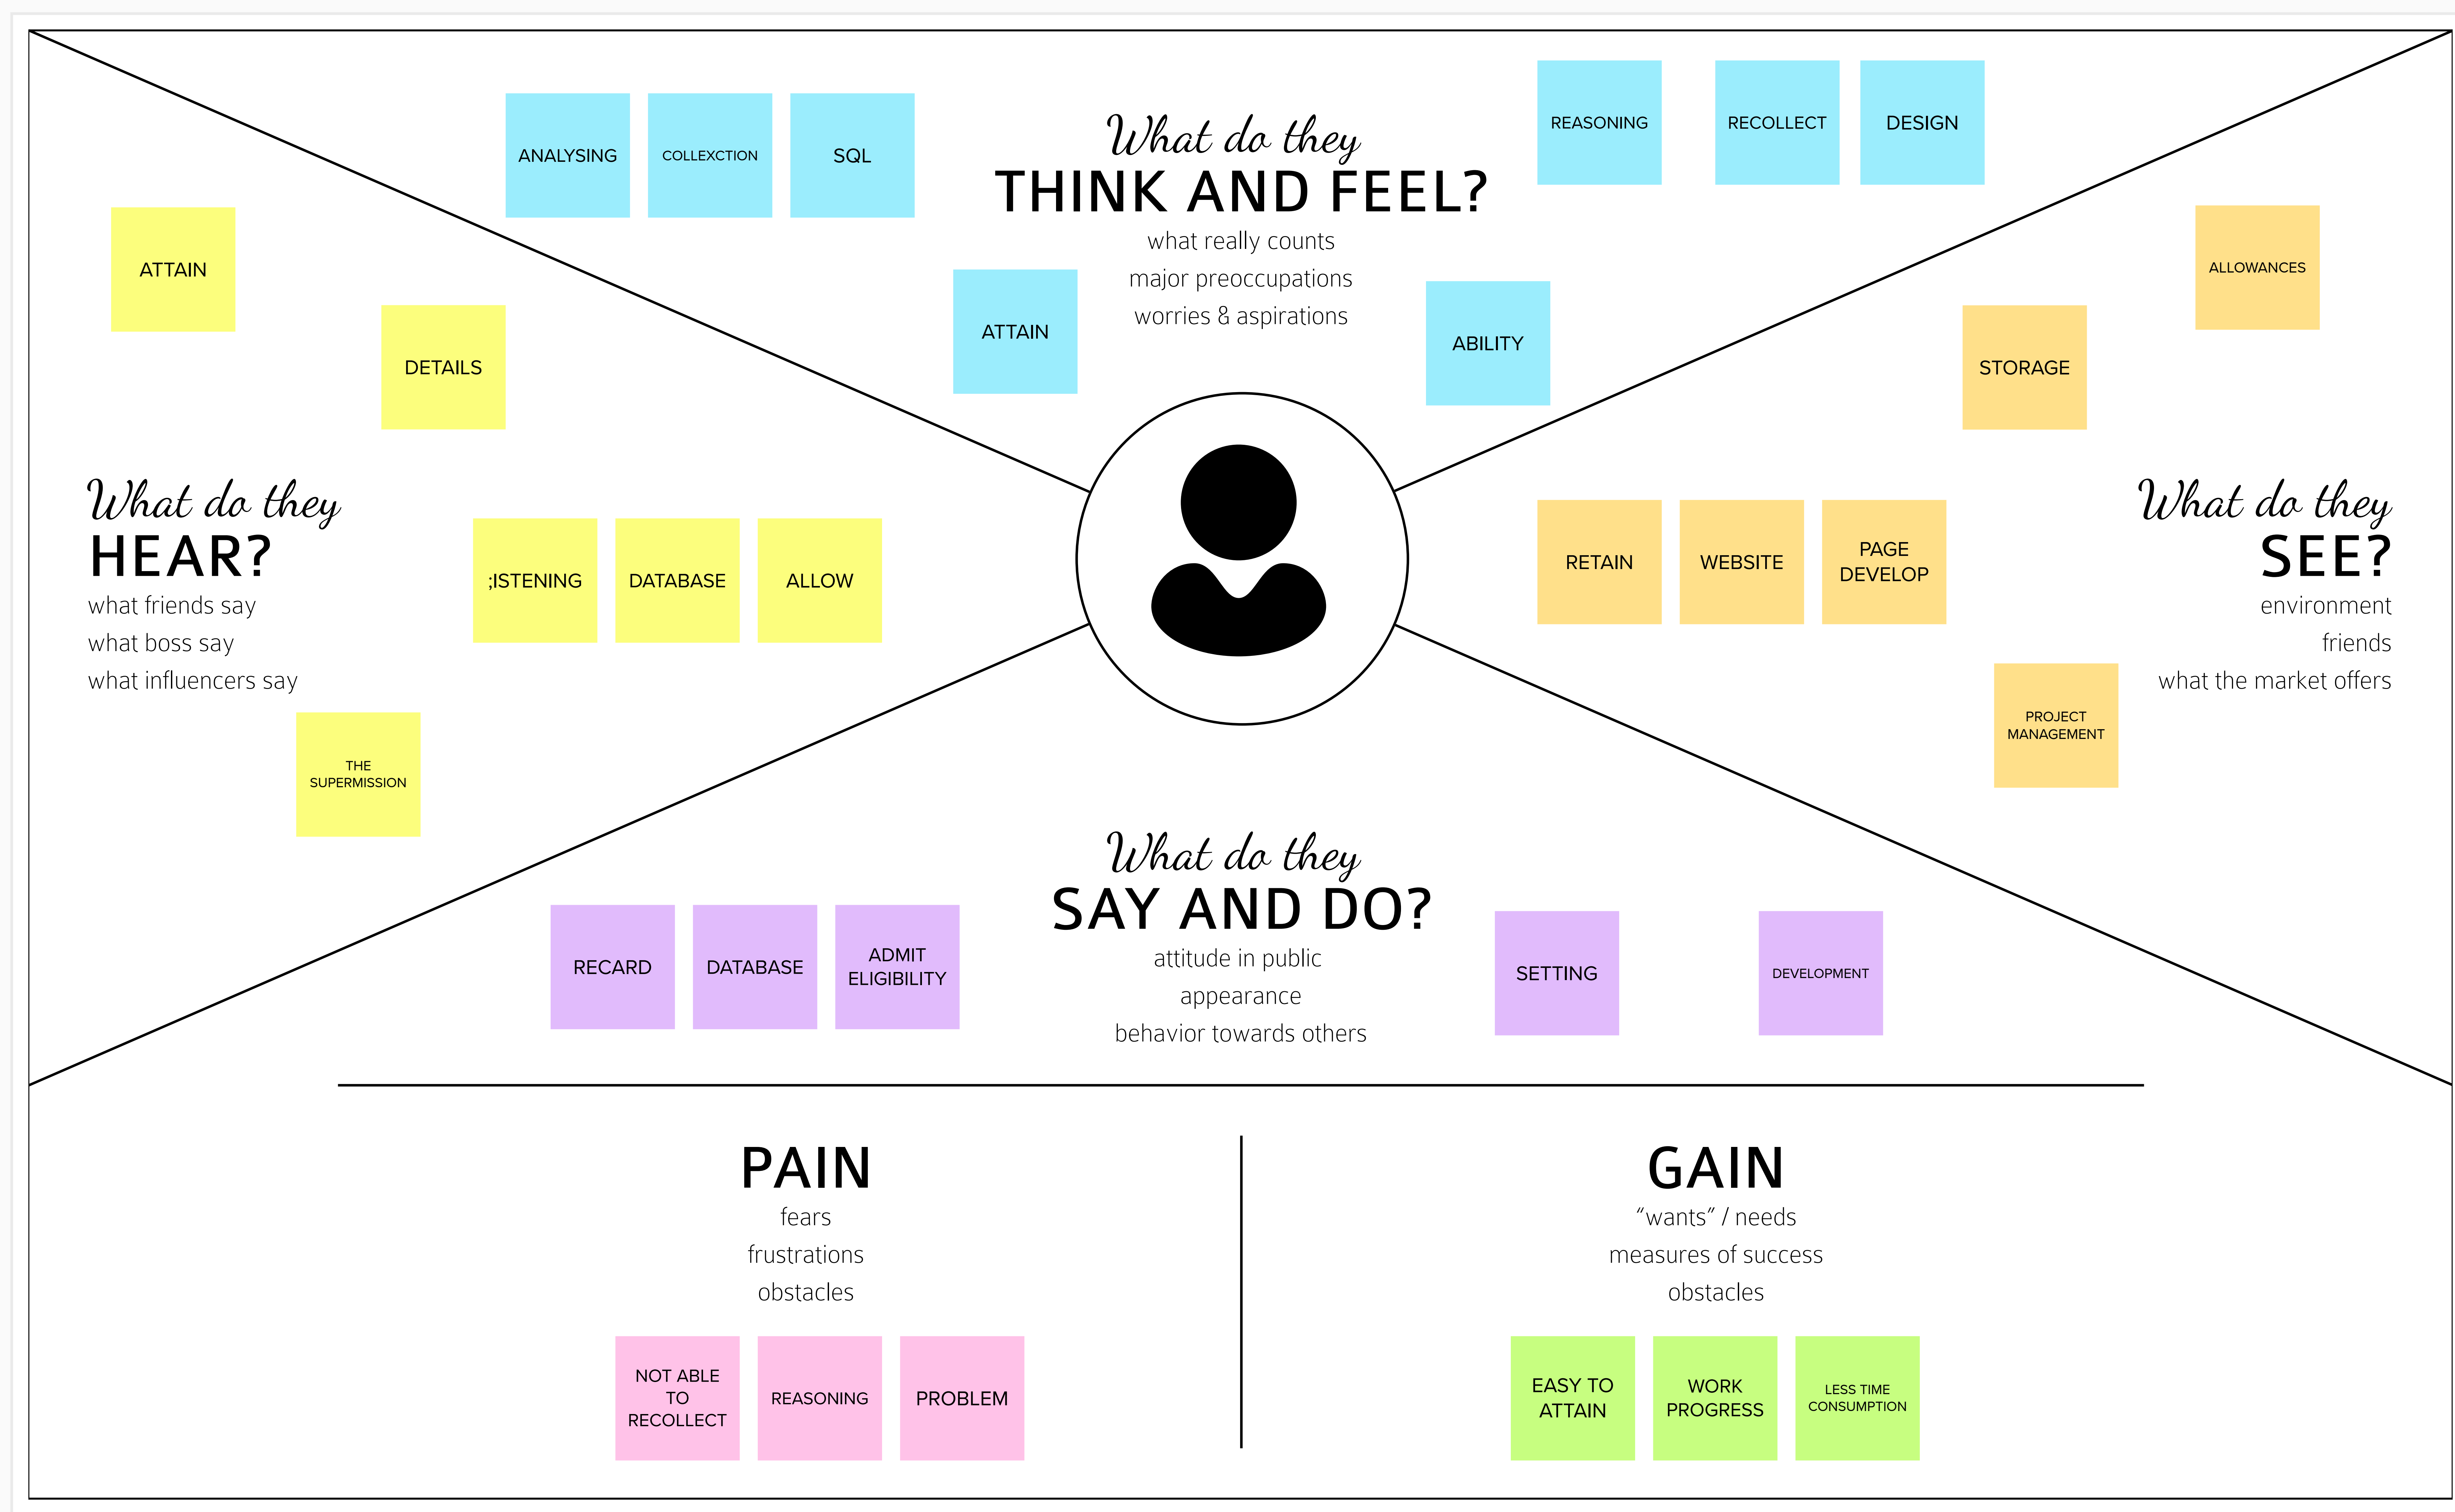 ANALYSING
COLLEXCTION
SQL
What do they
THINK AND FEEL?
what really counts
major preoccupations
worries & aspirations
ATTAIN
ABILITY
REASONING
RECOLLECT
DESIGN
ATTAIN
DETAILS
What do they
HEAR?
what friends say
what boss say
what influencers say
;ISTENING
DATABASE
ALLOW
THE
SUPERMISSION
ALLOWANCES
STORAGE
RETAIN
WEBSITE
PAGE
DEVELOP
What do they
SEE?
environment
friends
what the market offers
PROJECT
MANAGEMENT
What do they
SAY AND DO?
attitude in public
appearance
behavior towards others
RECARD
DATABASE
ADMIT
ELIGIBILITY
SETTING
DEVELOPMENT
PAIN
fears
frustrations
obstacles
NOT ABLE
TO
RECOLLECT
REASONING
PROBLEM
GAIN
“wants” / needs
measures of success
obstacles
EASY TO
ATTAIN
WORK
PROGRESS
LESS TIME
CONSUMPTION